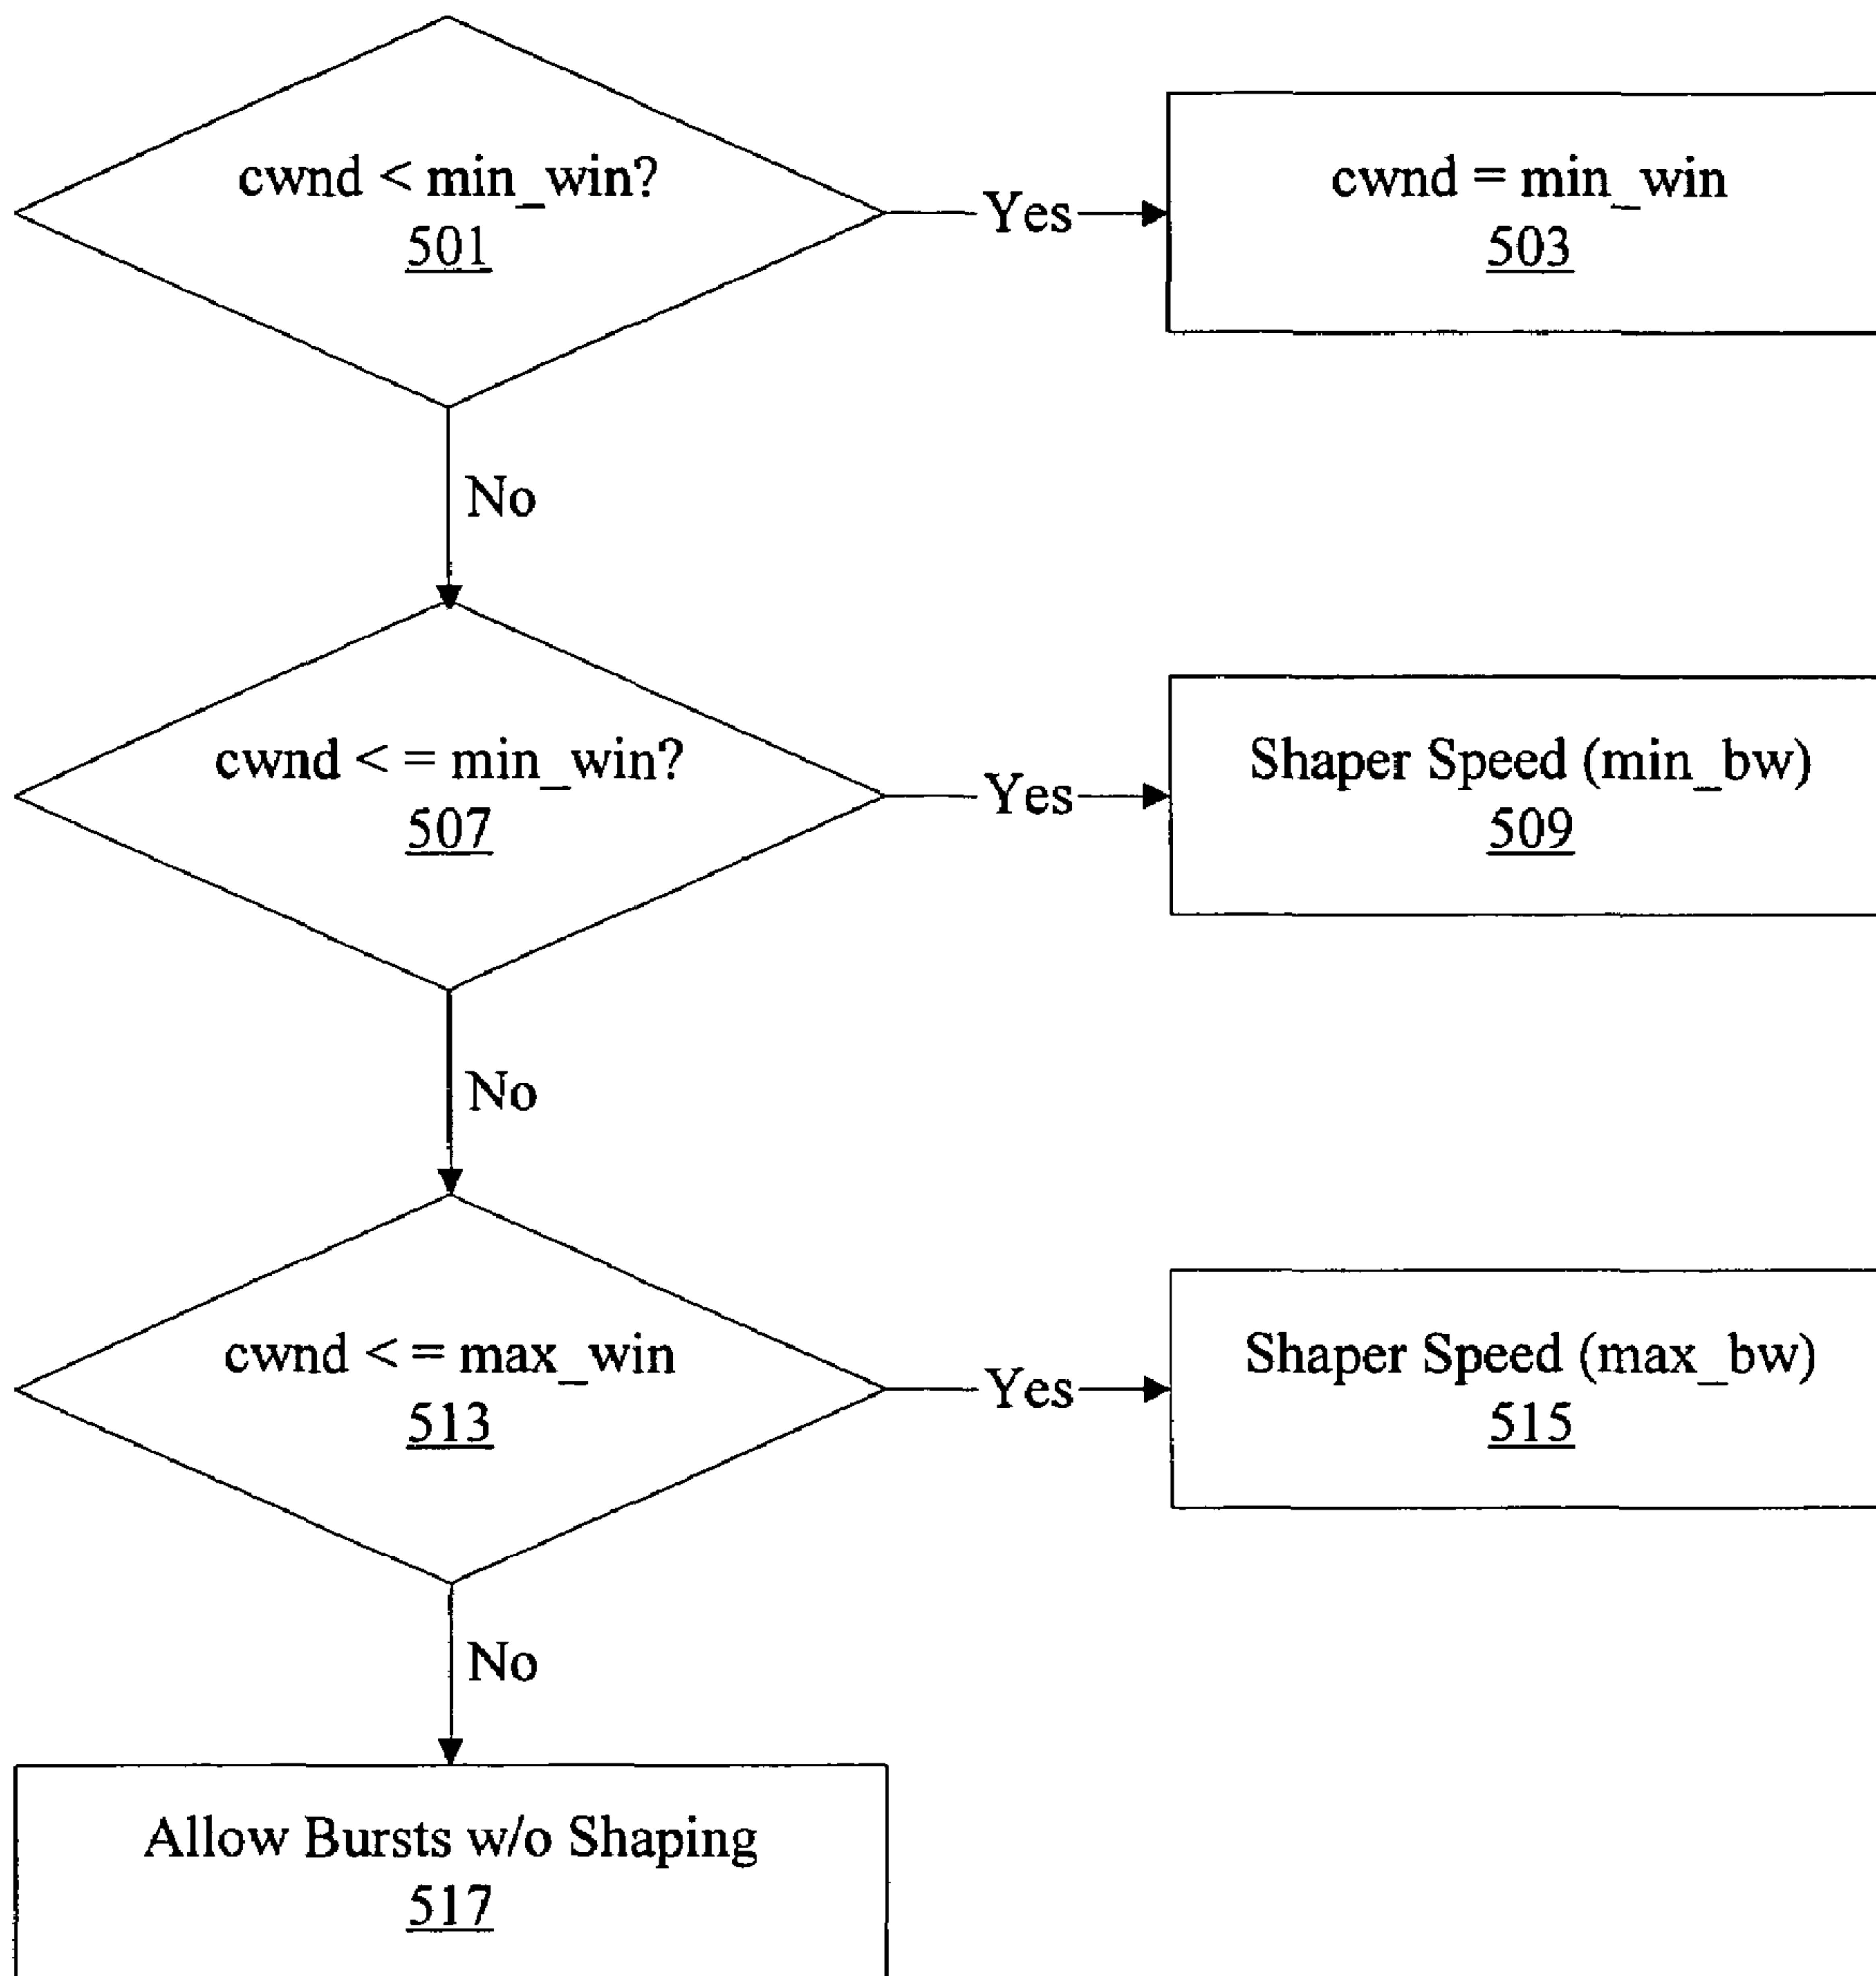 cwnd < min_win?
501
Yes
cwnd = min_win
503
No
cwnd < = min_win?
507
Yes
Shaper Speed (min_bw)
509
No
cwnd < = max_win
513
Yes
Shaper Speed (max_bw)
515
No
Allow Bursts w/o Shaping
517